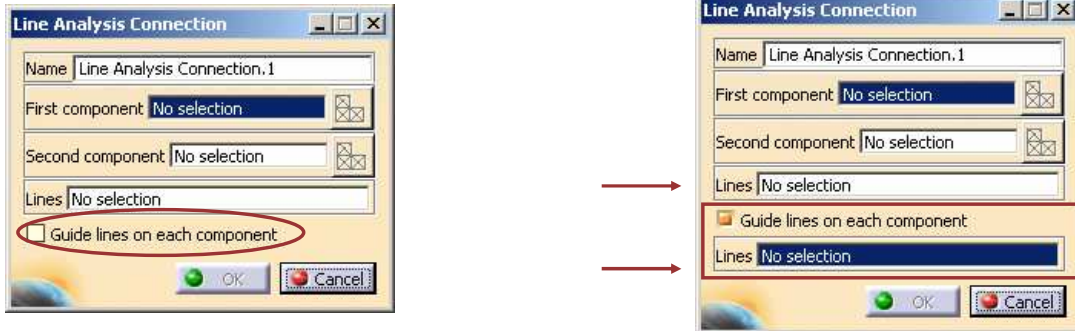 Line Analysis Connection
Name Line Analysis Connection.1
First component No selection
Second component No selection
Lines No selection
Guide lines on each component
OK Cancel
Line Analysis Connection
Name Line Analysis Connection.1
First component No selection
Second component No selection
Lines No selection
Guide lines on each component
Lines No selection
OK Cancel